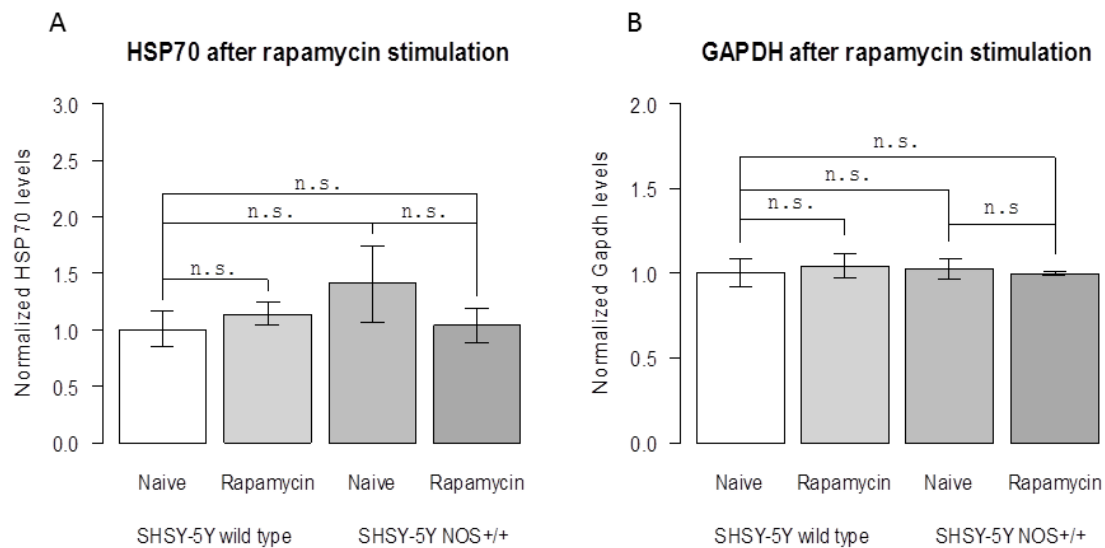 A
HSP70 after rapamycin stimulation
Normalized HSP70 levels
3.0
2.5
2.0
1.5
1.0
0.5
0.0
n.s.
n.s.
n.s.
n.s.
Naive Rapamycin Naive Rapamycin
SHSY-5Y wild type SHSY-5Y NOS+/+
B
GAPDH after rapamycin stimulation
Normalized Gapdh levels
2.0
1.5
1.0
0.5
0.0
n.s.
n.s.
n.s.
n.s
Naive Rapamycin Naive Rapamycin
SHSY-5Y wild type SHSY-5Y NOS+/+